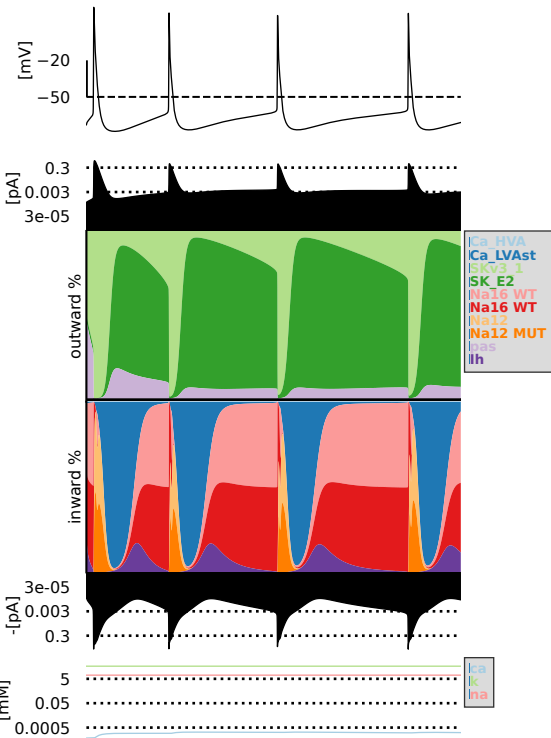 [mV]
−20
−50
[pA]
0.3
0.003
3e-05
outward %
Ca_HVA
Ca_LVAst
SKv3_1
SK_E2
Na16 WT
Na16 WT
Na12
Na12 MUT
pas
Ih
inward %
-[pA]
3e-05
0.003
0.3
[mM]
5
0.05
0.0005
ca
k
na